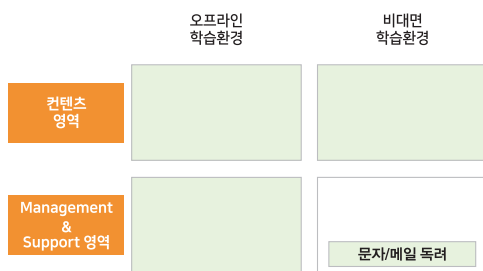 오프라인
학습환경
비대면
학습환경
컨텐츠
영역
Management
&
Support 영역
문자/메일 독려